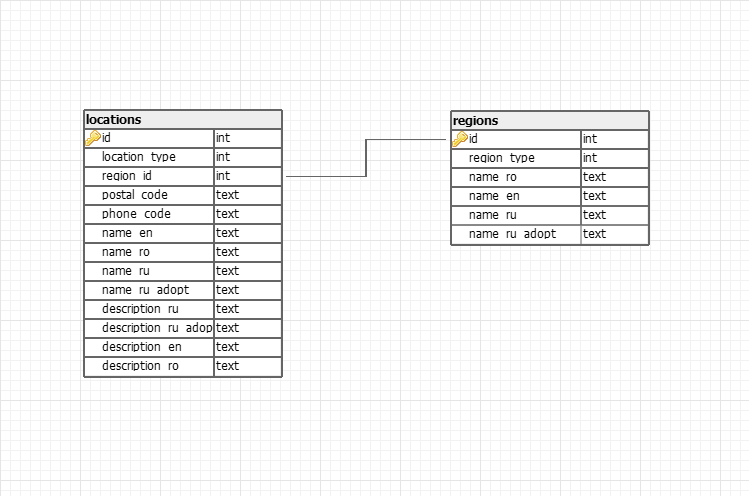 locations
id int
location_type int
region_id int
postal_code text
phone_code text
name_en text
name_ro text
name_ru text
name_ru_adopt text
description_ru text
description_ru_adop text
description_en text
description_ro text
regions
id int
region_type int
name_ro text
name_en text
name_ru text
name_ru_adopt text